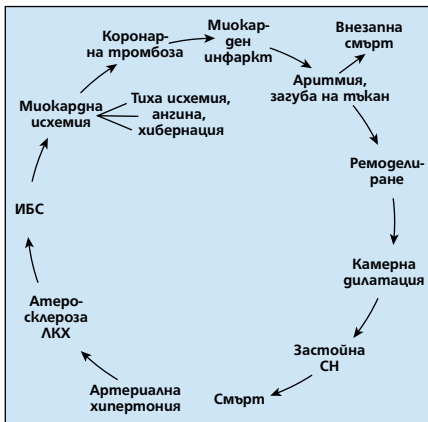 Коронар-
на тромбоза
Миокар-
ден
инфаркт
Внезапна
смърт
Аритмия,
загуба на тъкан
Миокардна
исхемия
Тиха исхемия,
ангина,
хибернация
Ремодели-
ране
ИБС
Камерна
дилатация
Атеро-
склероза
ЛКХ
Застойна
СН
Артериална
хипертония
Смърт